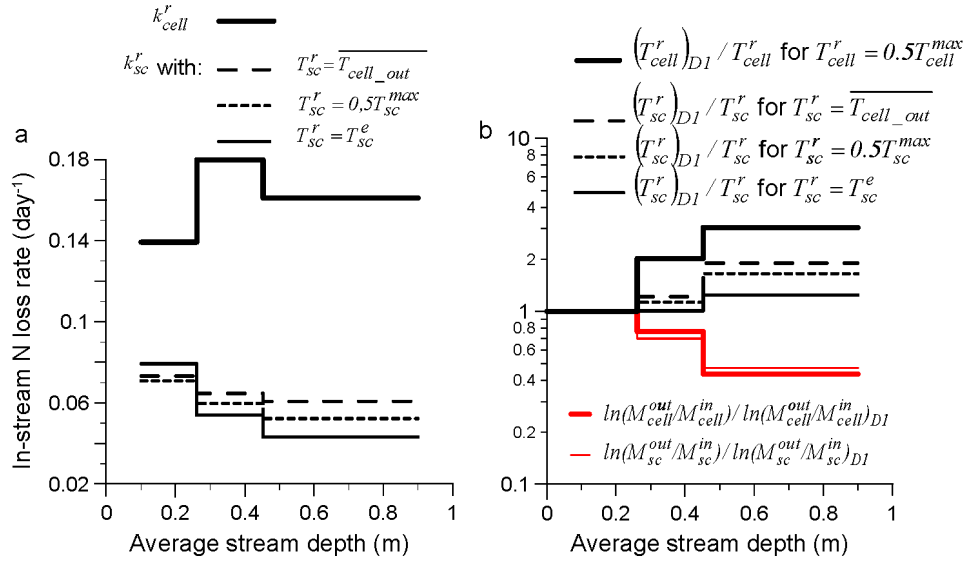 k^r_cell
k^r_sc with: T^r_sc = \overline{T_cell_out}
T^r_sc = 0,5T^max_sc
T^r_sc = T^e_sc
a
0.18
0.14
0.1
0.06
0.02
In-stream N loss rate (day⁻¹)
0 0.2 0.4 0.6 0.8 1
Average stream depth (m)
(T^r_cell)_D1 / T^r_cell for T^r_cell = 0.5T^max_cell
(T^r_sc)_D1 / T^r_sc for T^r_sc = \overline{T_cell_out}
(T^r_sc)_D1 / T^r_sc for T^r_sc = 0.5T^max_sc
(T^r_sc)_D1 / T^r_sc for T^r_sc = T^e_sc
b
10
8
6
4
2
1
0.8
0.6
0.4
0.2
0.1
ln(M^out_cell/M^in_cell) / ln(M^out_cell/M^in_cell)_D1
ln(M^out_sc/M^in_sc) / ln(M^out_sc/M^in_sc)_D1
0 0.2 0.4 0.6 0.8 1
Average stream depth (m)